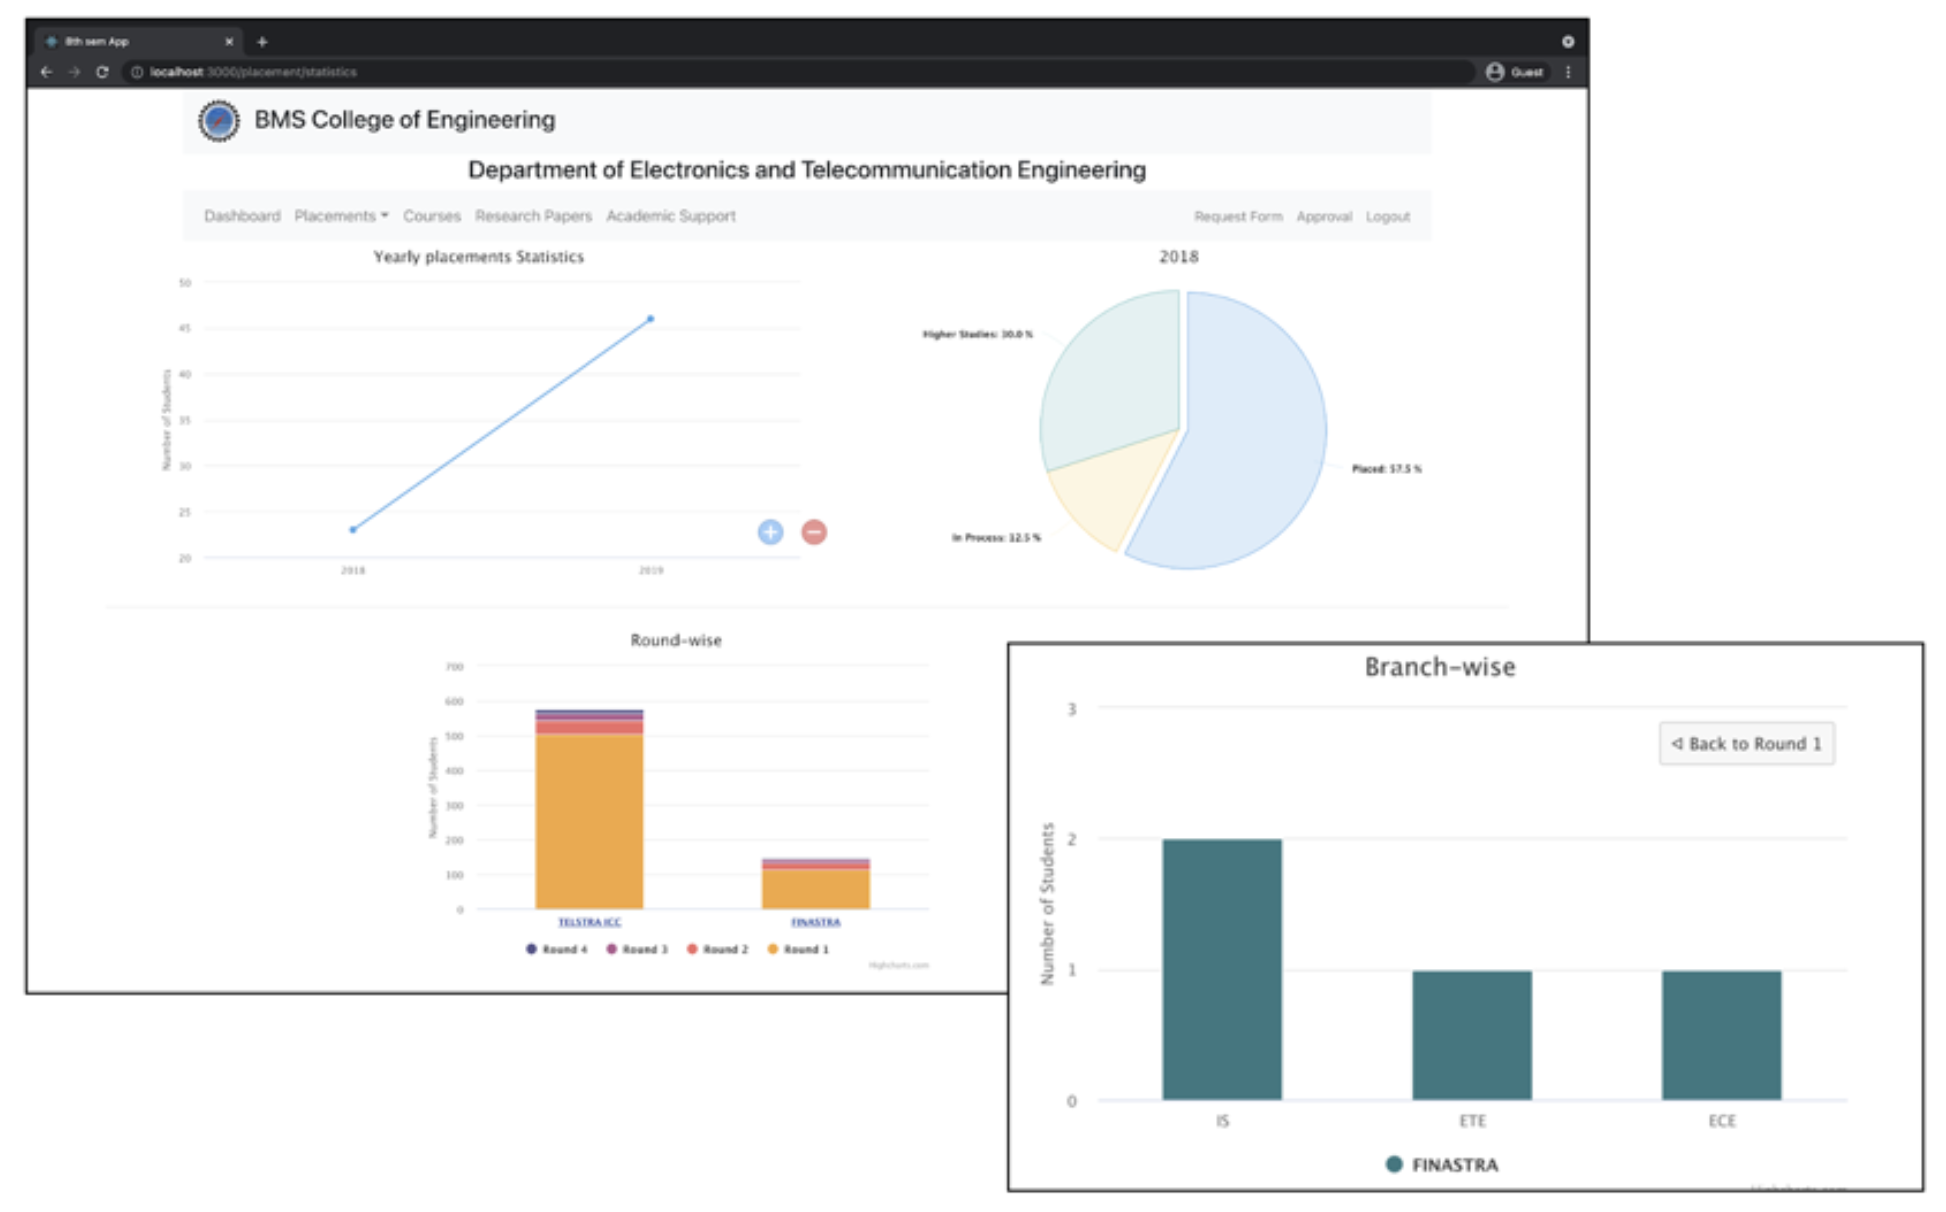 8th sem App
localhost:3000/placement/statistics
Guest
BMS College of Engineering
Department of Electronics and Telecommunication Engineering
Dashboard Placements Courses Research Papers Academic Support Request Form Approval Logout
Yearly placements Statistics
50
45
40
35
30
25
20
Number of Students
2018
2019
2018
Higher Studies: 30.0 %
Placed: 57.5 %
In Process: 12.5 %
Round-wise
700
600
500
400
300
200
100
0
Number of Students
TELSTRA ICC
FINASTRA
Round 4 Round 3 Round 2 Round 1
Highcharts.com
Branch-wise
3
2
1
0
Number of Students
Back to Round 1
IS
ETE
ECE
FINASTRA